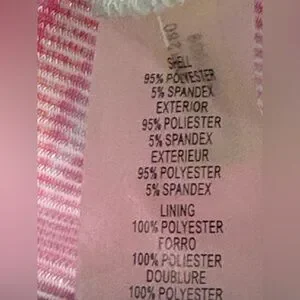 SHELL
95% POLYESTER
5% SPANDEX
EXTERIOR
95% POLIESTER
5% SPANDEX
EXTERIEUR
95% POLYESTER
5% SPANDEX
LINING
100% POLYESTER
FORRO
100% POLIESTER
DOUBLURE
100% POLYESTER